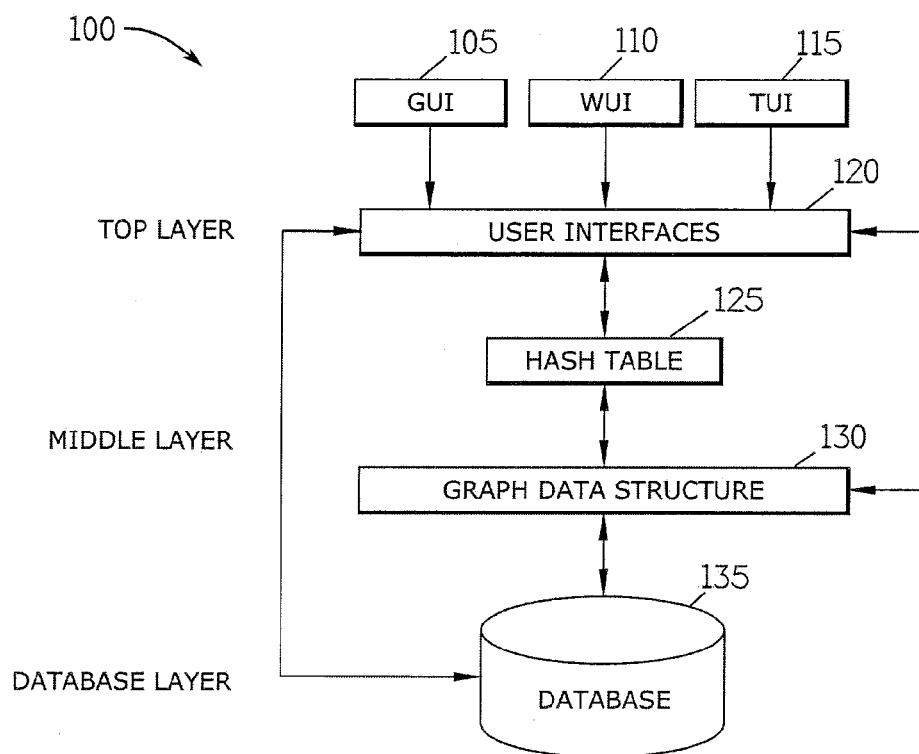 100
105
110
115
GUI
WUI
TUI
120
TOP LAYER
USER INTERFACES
125
HASH TABLE
MIDDLE LAYER
130
GRAPH DATA STRUCTURE
135
DATABASE LAYER
DATABASE